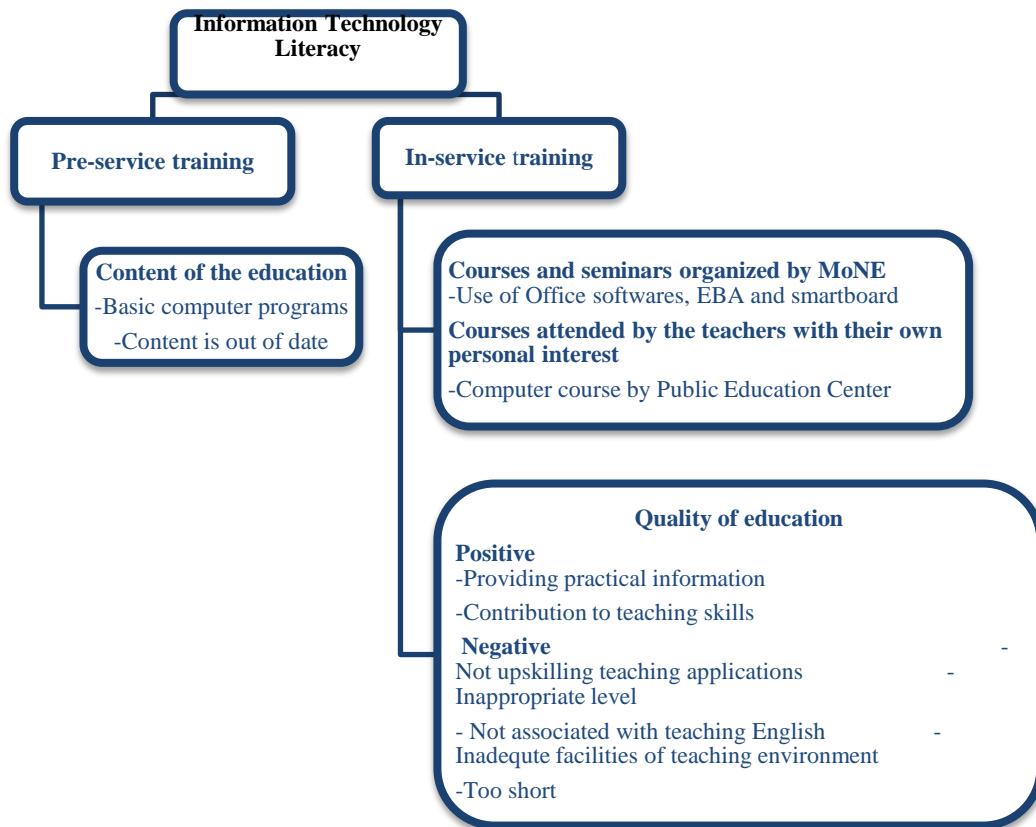 Information Technology
Literacy
Pre-service training
In-service training
Content of the education
-Basic computer programs
-Content is out of date
Courses and seminars organized by MoNE
-Use of Office softwares, EBA and smartboard
Courses attended by the teachers with their own
personal interest
-Computer course by Public Education Center
Quality of education
Positive
-Providing practical information
-Contribution to teaching skills
Negative -
Not upskilling teaching applications -
Inappropriate level
- Not associated with teaching English -
Inadequte facilities of teaching environment
-Too short